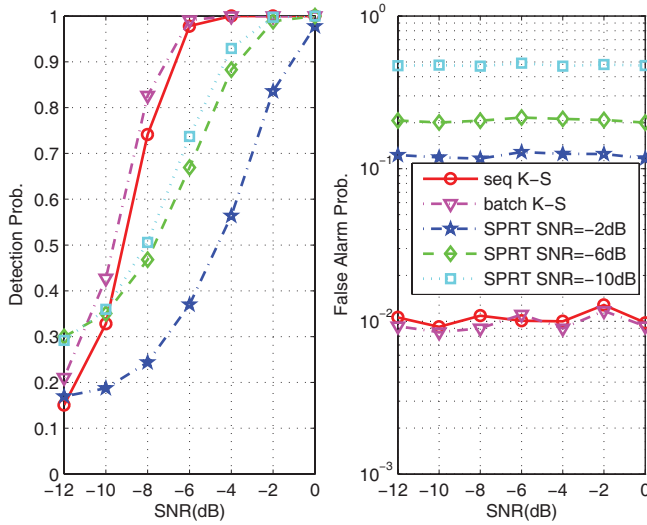 1
0.9
0.8
0.7
0.6
0.5
0.4
0.3
0.2
0.1
0
Detection Prob.
−12 −10 −8 −6 −4 −2 0
SNR(dB)
10^0
10^−1
10^−2
10^−3
False Alarm Prob.
seq K−S
batch K−S
SPRT SNR=−2dB
SPRT SNR=−6dB
SPRT SNR=−10dB
−12 −10 −8 −6 −4 −2 0
SNR(dB)